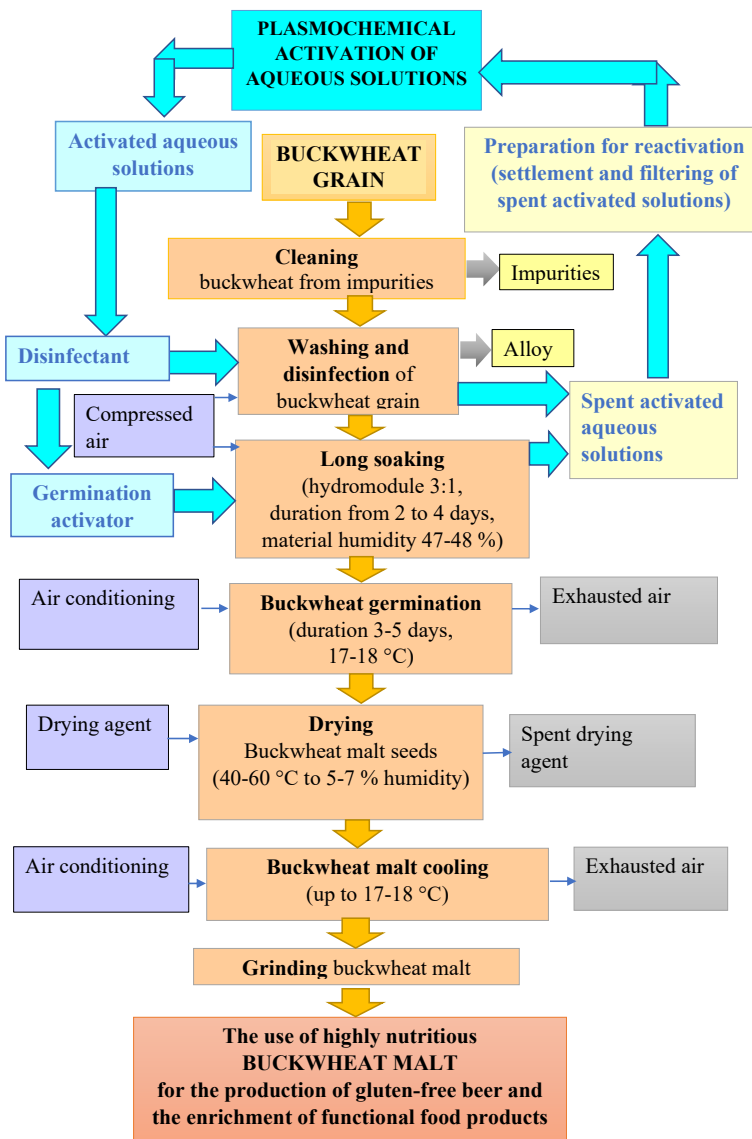 PLASMOCHEMICAL
ACTIVATION OF
AQUEOUS SOLUTIONS
Activated aqueous
solutions
BUCKWHEAT
GRAIN
Preparation for reactivation
(settlement and filtering of
spent activated solutions)
Cleaning
buckwheat from impurities
Impurities
Disinfectant
Washing and
disinfection of
buckwheat grain
Alloy
Compressed
air
Spent activated
aqueous
solutions
Germination
activator
Long soaking
(hydromodule 3:1,
duration from 2 to 4 days,
material humidity 47-48 %)
Air conditioning
Buckwheat germination
(duration 3-5 days,
17-18 °C)
Exhausted air
Drying agent
Drying
Buckwheat malt seeds
(40-60 °C to 5-7 % humidity)
Spent drying
agent
Air conditioning
Buckwheat malt cooling
(up to 17-18 °C)
Exhausted air
Grinding buckwheat malt
The use of highly nutritious
BUCKWHEAT MALT
for the production of gluten-free beer and
the enrichment of functional food products